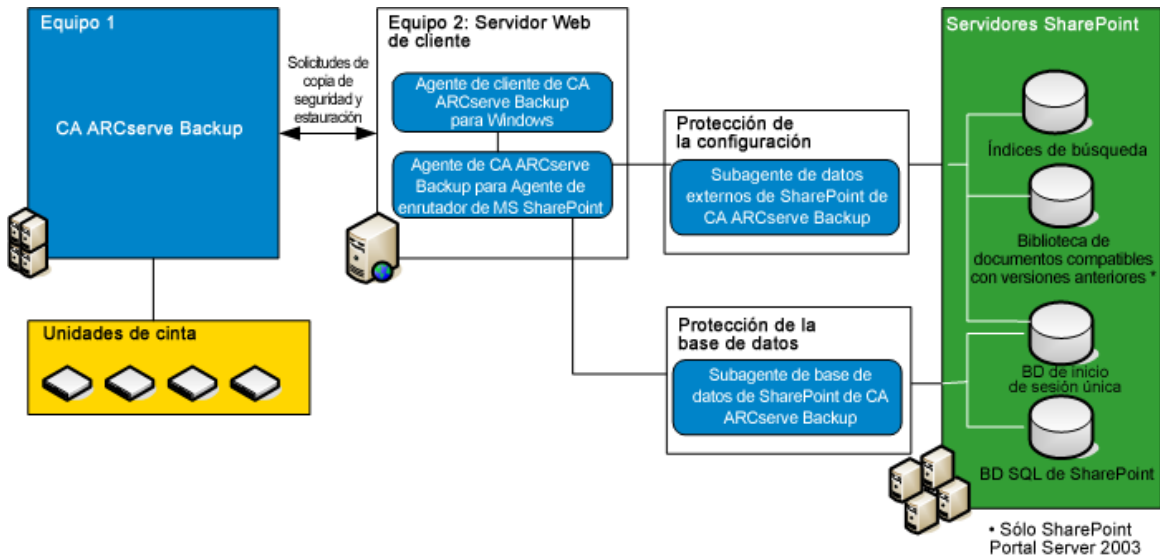 Equipo 1
CA ARCserve Backup
Unidades de cinta
Solicitudes de
copia de
seguridad y
estauración
Equipo 2: Servidor Web
de cliente
Agente de cliente de CA
ARCserve Backup
para Windows
Agente de CA ARCserve
Backup para Agente de
enrutador de MS SharePoint
Protección de
la configuración
Subagente de datos
externos de SharePoint de
CA ARCserve Backup
Protección de la
base de datos
Subagente de base de
datos de SharePoint de CA
ARCserve Backup
Servidores SharePoint
Índices de búsqueda
Biblioteca de
documentos compatibles
con versiones anteriores *
BD de inicio
de sesión única
BD SQL de SharePoint
• Sólo SharePoint
Portal Server 2003